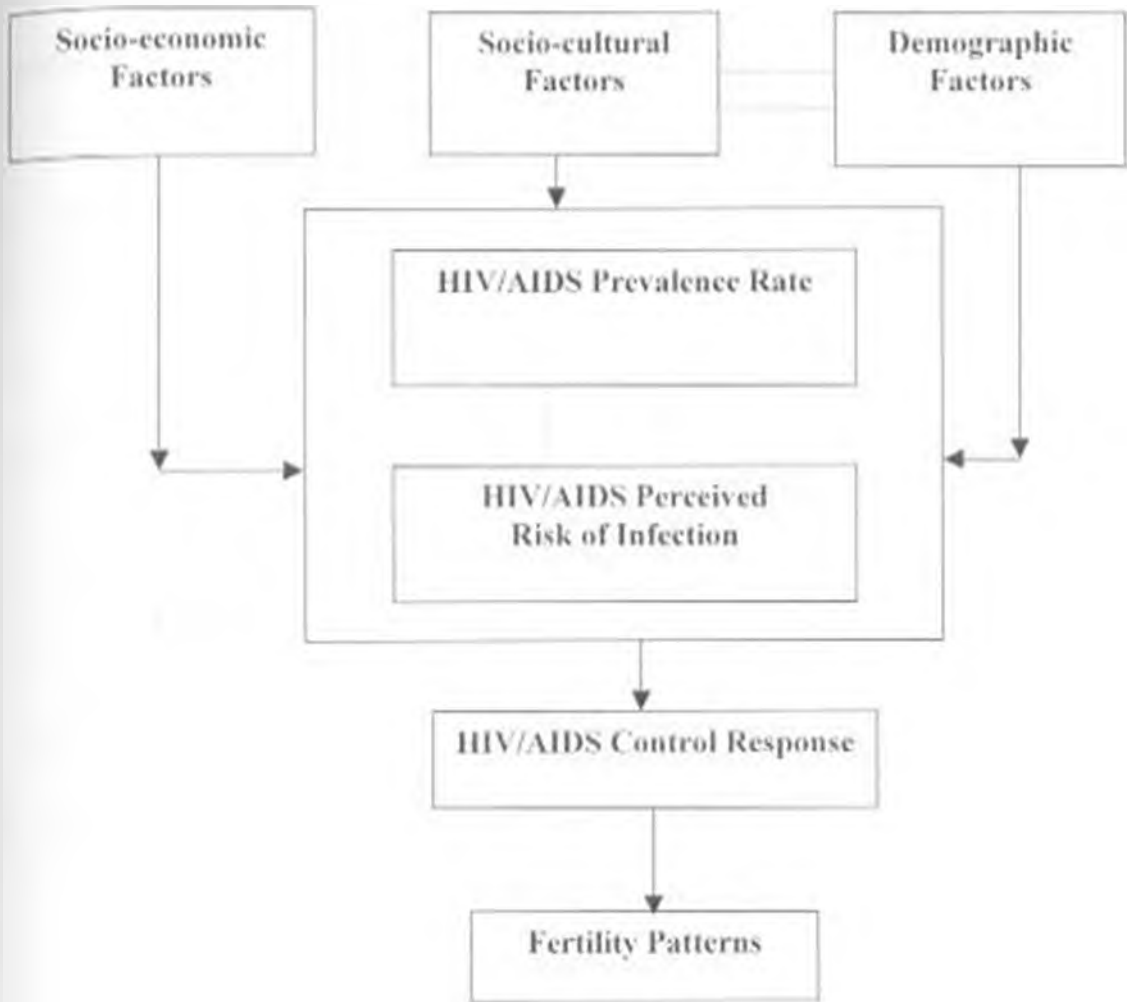 Socio-economic
Factors
Socio-cultural
Factors
Demographic
Factors
HIV/AIDS Prevalence Rate
HIV/AIDS Perceived
Risk of Infection
HIV/AIDS Control Response
Fertility Patterns